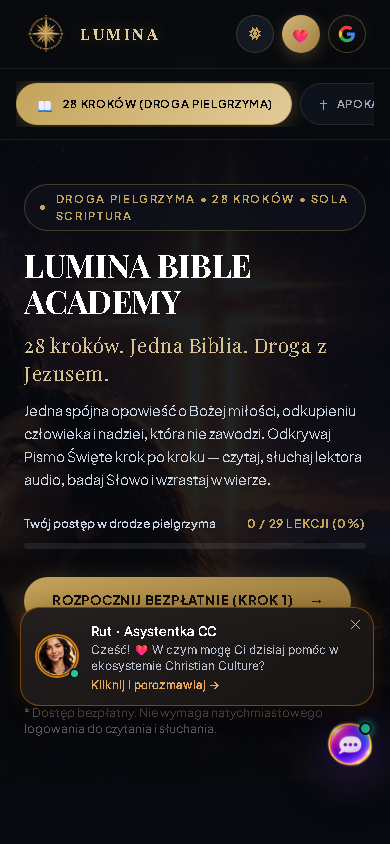 LUMINA
28 KROKÓW (DROGA PIELGRZYMA)
APOKA
DROGA PIELGRZYMA • 28 KROKÓW • SOLA
SCRIPTURA
LUMINA BIBLE
ACADEMY
28 kroków. Jedna Biblia. Droga z
Jezusem.
Jedna spójna opowieść o Bożej miłości, odkupieniu
człowieka i nadziei, która nie zawodzi. Odkrywaj
Pismo Święte krok po kroku — czytaj, słuchaj lektora
audio, badaj Słowo i wzrastaj w wierze.
Twój postęp w drodze pielgrzyma
0 / 29 LEKCJI (0%)
ROZPOCZNIJ BEZPŁATNIE (KROK 1) →
Rut · Asystentka CC
Cześć! 💗 W czym mogę Ci dzisiaj pomóc w
ekosystemie Christian Culture?
Kliknij i porozmawiaj →
* Dostęp bezpłatny. Nie wymaga natychmiastowego
logowania do czytania i słuchania.